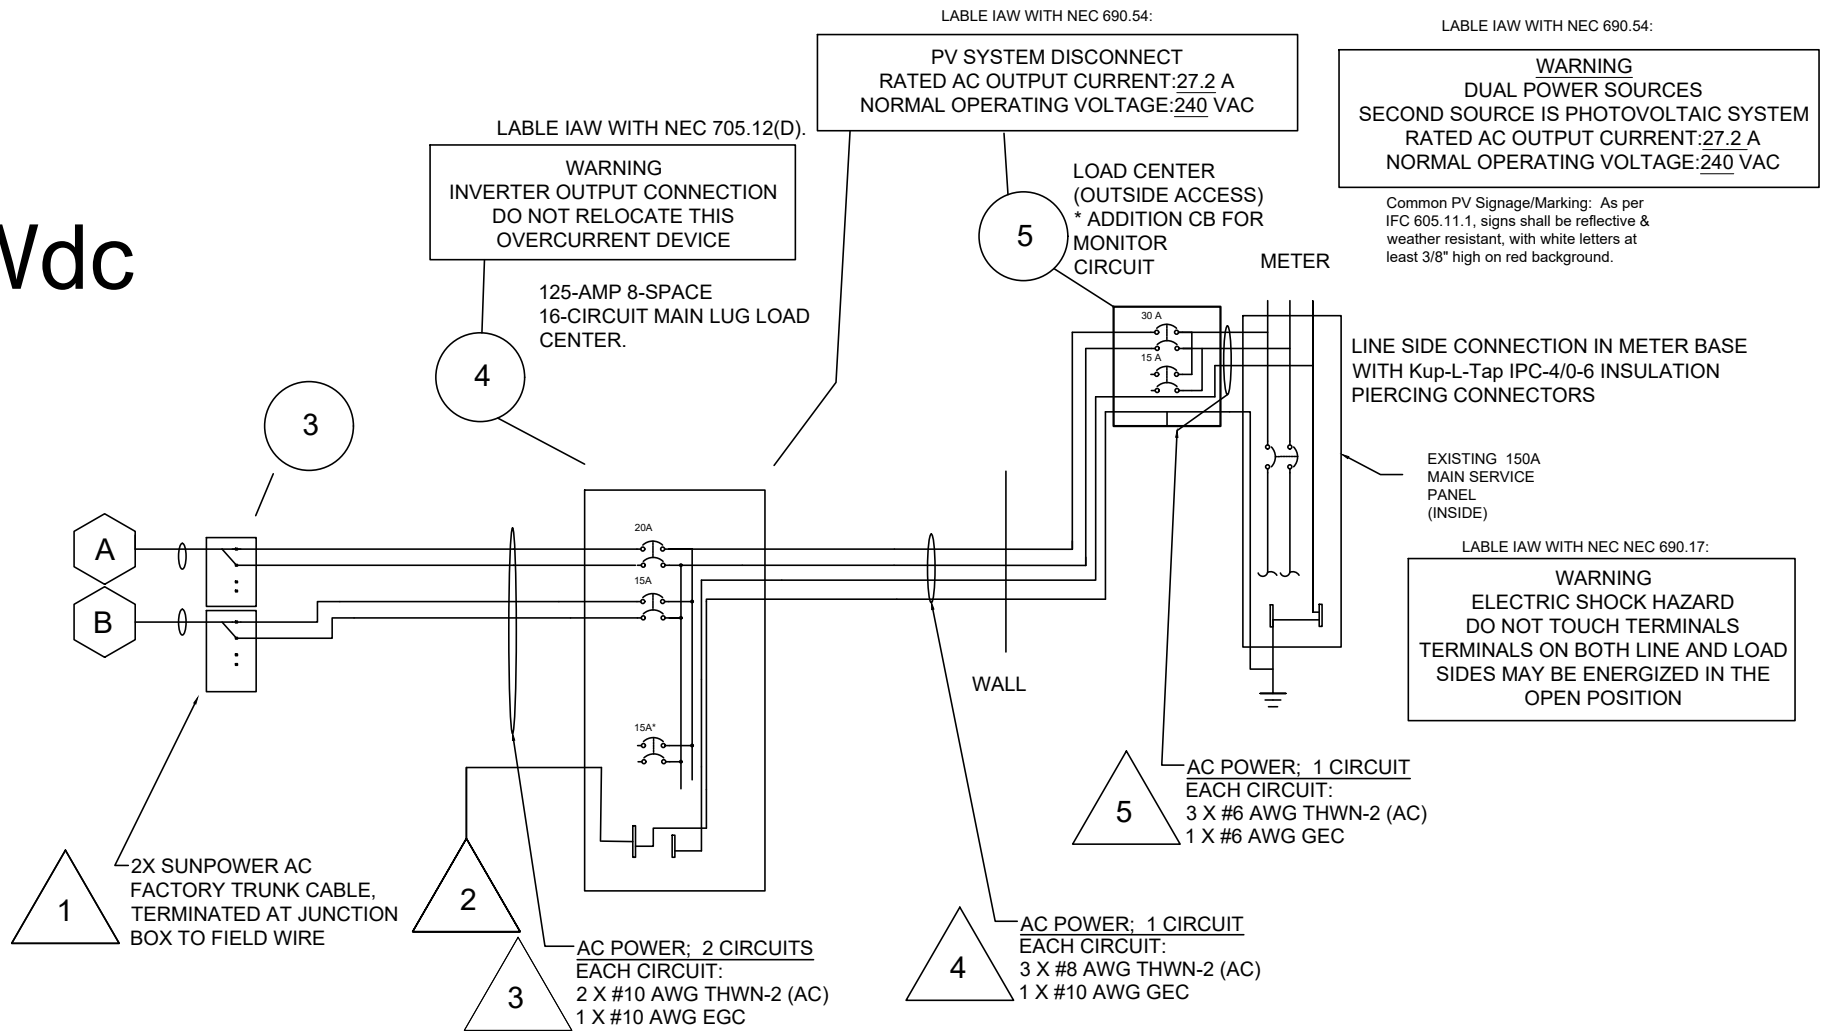 LABLE IAW WITH NEC 690.54:
PV SYSTEM DISCONNECT
RATED AC OUTPUT CURRENT:27.2 A
NORMAL OPERATING VOLTAGE:240 VAC
LABLE IAW WITH NEC 690.54:
WARNING
DUAL POWER SOURCES
SECOND SOURCE IS PHOTOVOLTAIC SYSTEM
RATED AC OUTPUT CURRENT:27.2 A
NORMAL OPERATING VOLTAGE:240 VAC
Common PV Signage/Marking: As per
IFC 605.11.1, signs shall be reflective &
weather resistant, with white letters at
least 3/8" high on red background.
LABLE IAW WITH NEC 705.12(D).
WARNING
INVERTER OUTPUT CONNECTION
DO NOT RELOCATE THIS
OVERCURRENT DEVICE
Wdc
125-AMP 8-SPACE
16-CIRCUIT MAIN LUG LOAD
CENTER.
5
LOAD CENTER
(OUTSIDE ACCESS)
* ADDITION CB FOR
MONITOR
CIRCUIT
METER
30 A
15 A
LINE SIDE CONNECTION IN METER BASE
WITH Kup-L-Tap IPC-4/0-6 INSULATION
PIERCING CONNECTORS
4
3
EXISTING 150A
MAIN SERVICE
PANEL
(INSIDE)
A
B
20A
15A
15A*
WALL
LABLE IAW WITH NEC NEC 690.17:
WARNING
ELECTRIC SHOCK HAZARD
DO NOT TOUCH TERMINALS
TERMINALS ON BOTH LINE AND LOAD
SIDES MAY BE ENERGIZED IN THE
OPEN POSITION
5
AC POWER; 1 CIRCUIT
EACH CIRCUIT:
3 X #6 AWG THWN-2 (AC)
1 X #6 AWG GEC
1
2X SUNPOWER AC
FACTORY TRUNK CABLE,
TERMINATED AT JUNCTION
BOX TO FIELD WIRE
2
3
AC POWER; 2 CIRCUITS
EACH CIRCUIT:
2 X #10 AWG THWN-2 (AC)
1 X #10 AWG EGC
4
AC POWER; 1 CIRCUIT
EACH CIRCUIT:
3 X #8 AWG THWN-2 (AC)
1 X #10 AWG GEC